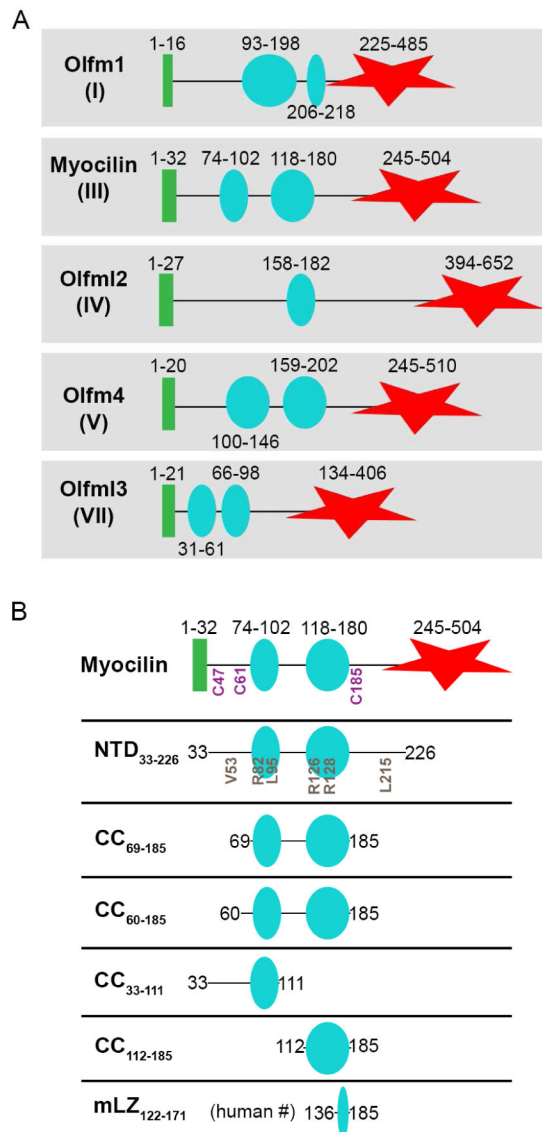 A
1-16 93-198 225-485
Olfm1
(I)
206-218
1-32 74-102 118-180 245-504
Myocilin
(III)
1-27 158-182 394-652
Olfml2
(IV)
1-20 159-202 245-510
Olfm4
(V)
100-146
1-21 66-98 134-406
Olfml3
(VII)
31-61
B
1-32 74-102 118-180 245-504
Myocilin
C47 C61 C185
NTD33-226 33 226
V53 R82 L95 R126 R128 L215
CC69-185 69 185
CC60-185 60 185
CC33-111 33 111
CC112-185 112 185
mLZ122-171 (human #) 136 185